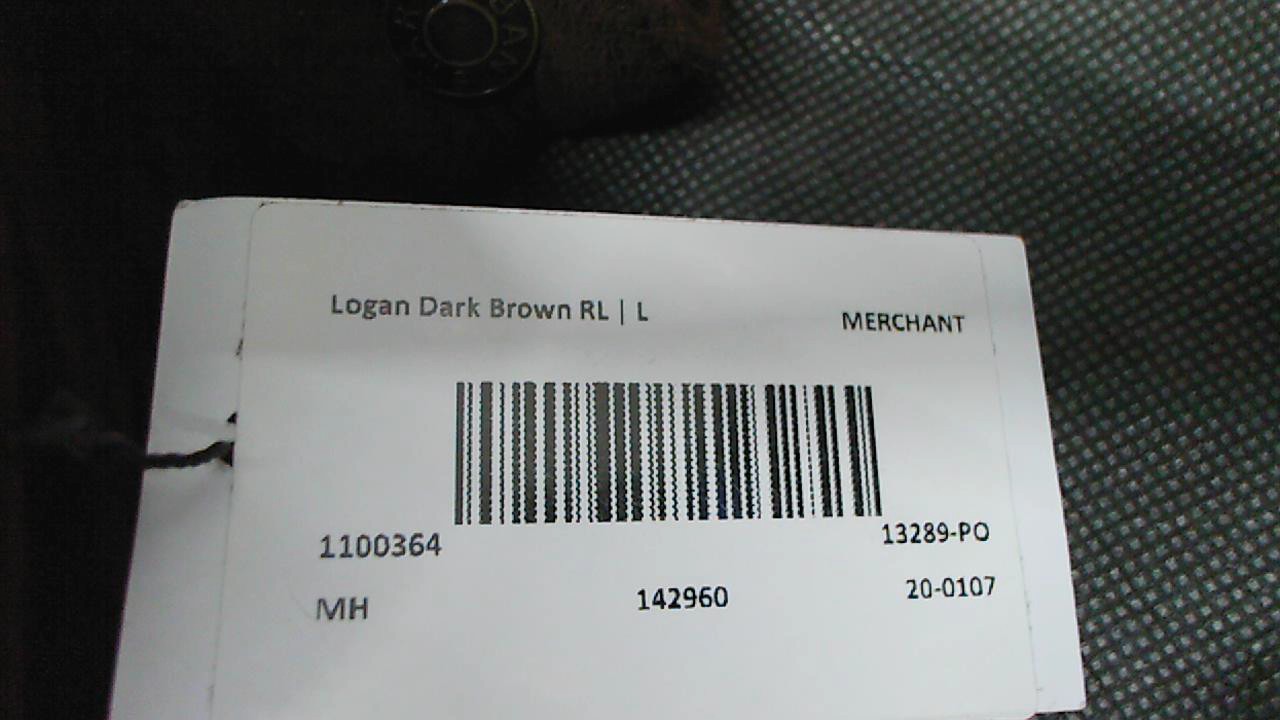 Logan Dark Brown RL | L
MERCHANT
1100364
13289-PO
MH
142960
20-0107